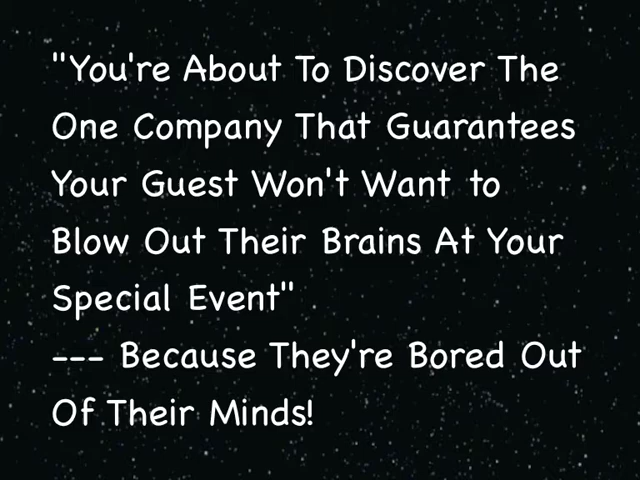 "You're About To Discover The
One Company That Guarantees
Your Guest Won't Want to
Blow Out Their Brains At Your
Special Event"
--- Because They're Bored Out
Of Their Minds!